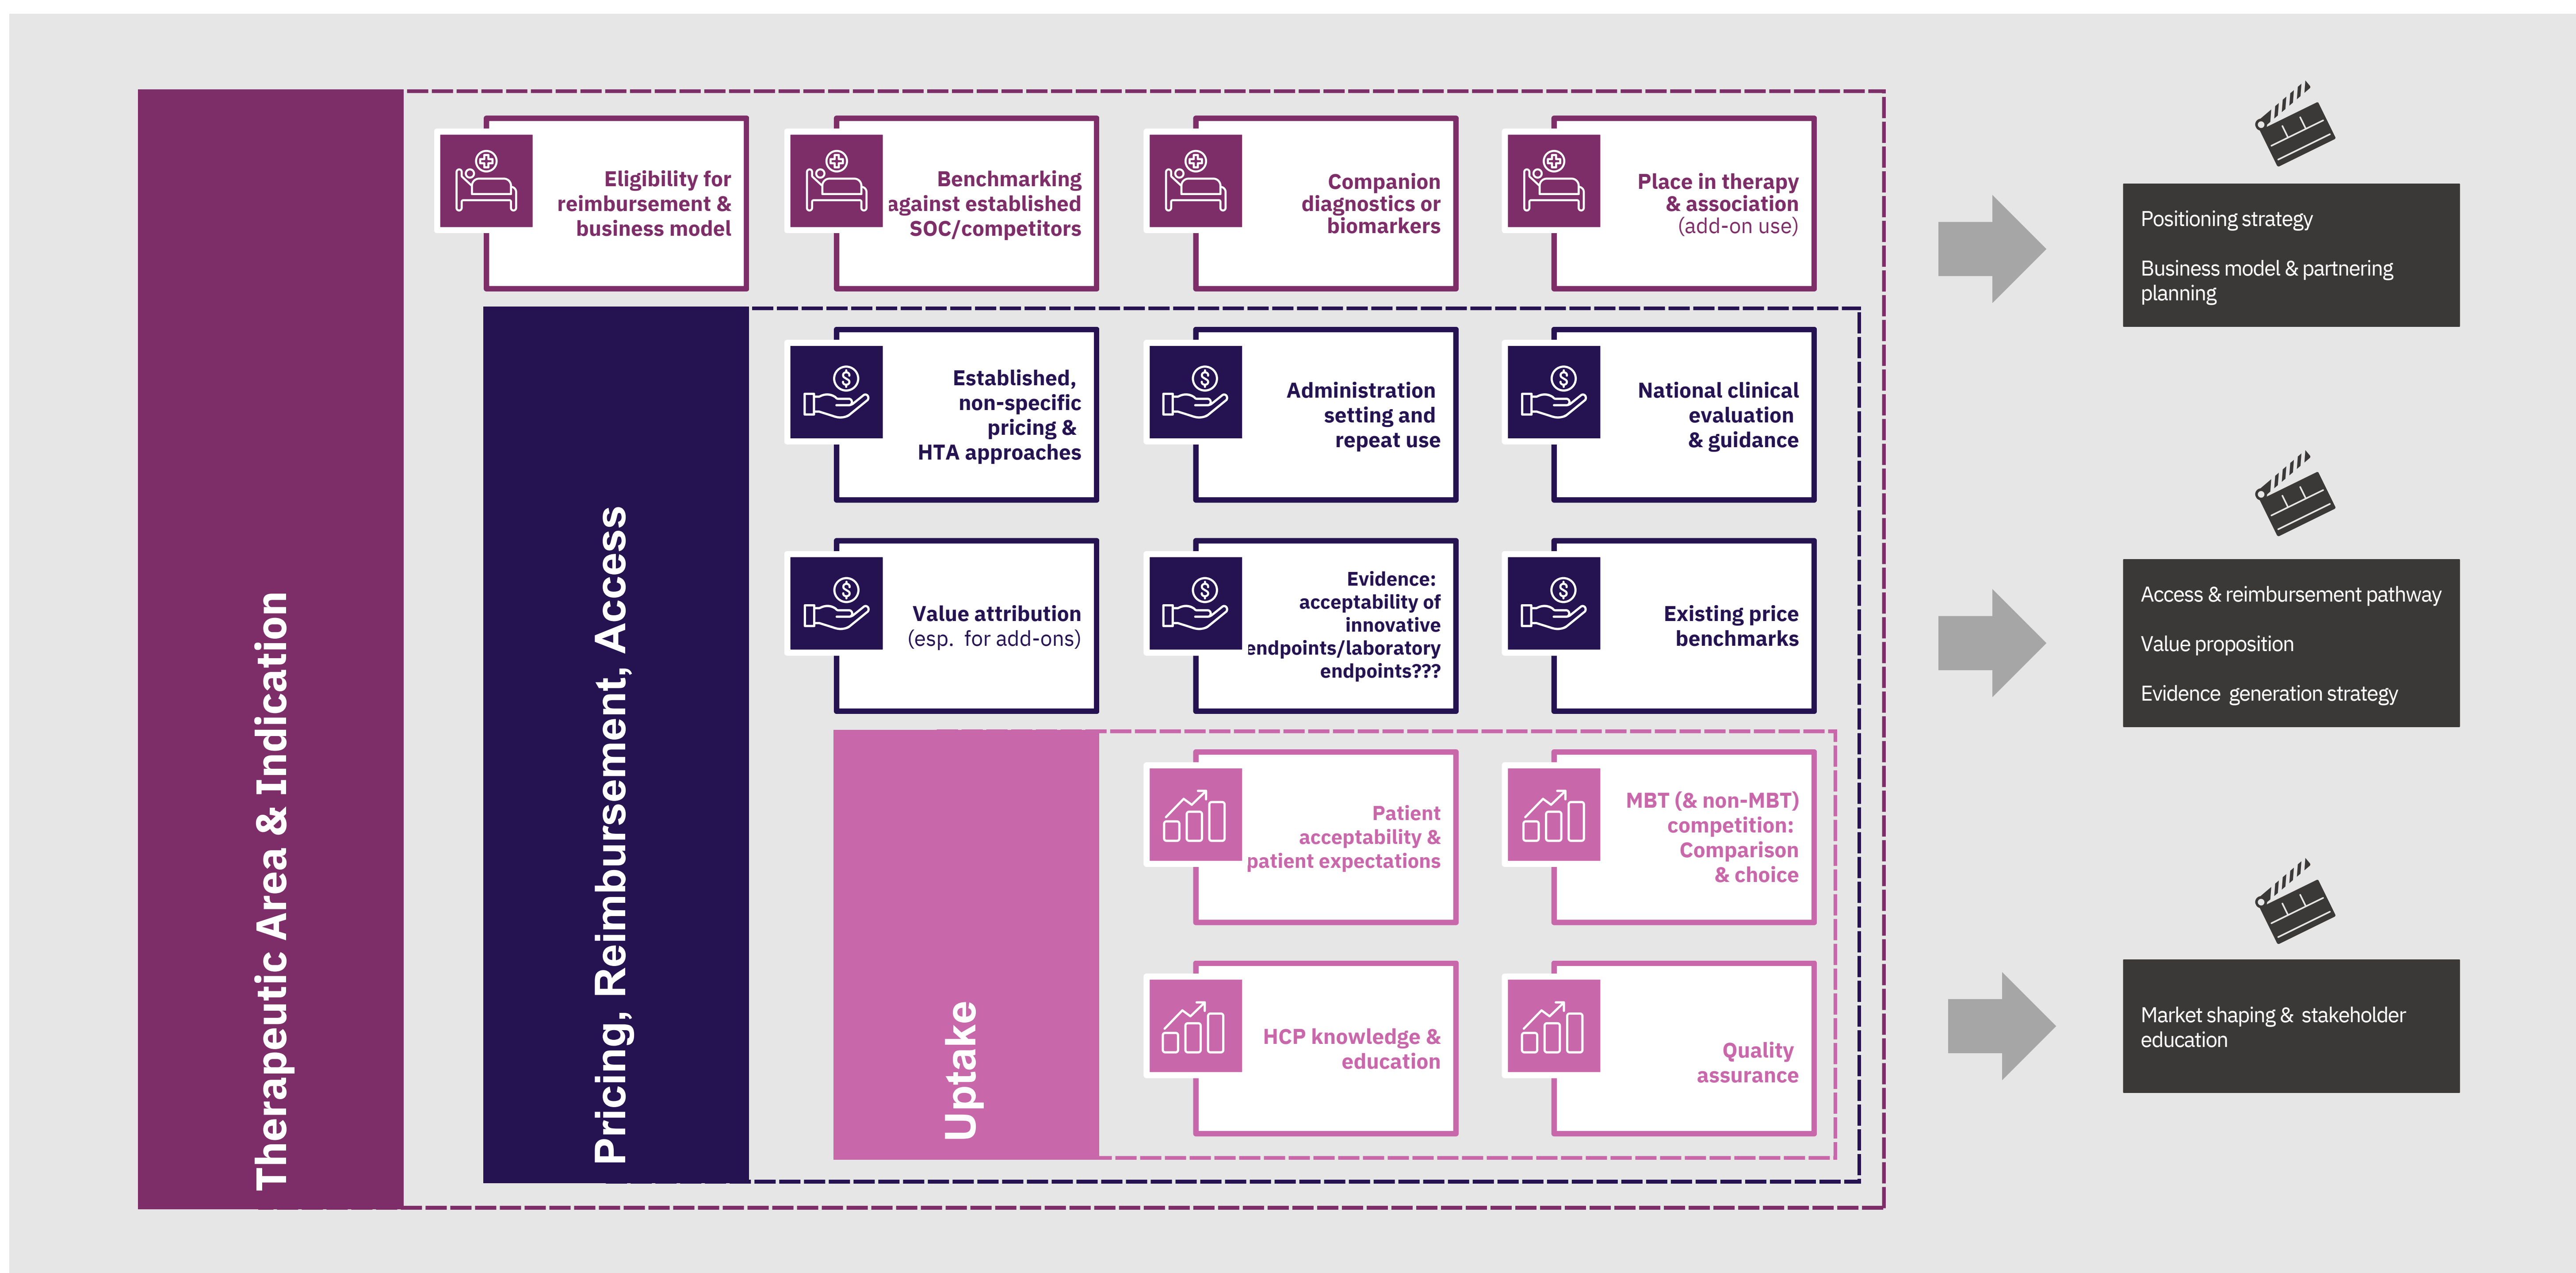 Therapeutic Area & Indication
Eligibility for
reimbursement &
business model
Benchmarking
against established
SOC/competitors
Companion
diagnostics or
biomarkers
Place in therapy
& association
(add-on use)
Positioning strategy
Business model & partnering
planning
Pricing, Reimbursement, Access
Established,
non-specific
pricing &
HTA approaches
Administration
setting and
repeat use
National clinical
evaluation
& guidance
Value attribution
(esp. for add-ons)
Evidence:
acceptability of
innovative
endpoints/laboratory
endpoints???
Existing price
benchmarks
Access & reimbursement pathway
Value proposition
Evidence generation strategy
Uptake
Patient
acceptability &
patient expectations
MBT (& non-MBT)
competition:
Comparison
& choice
HCP knowledge &
education
Quality
assurance
Market shaping & stakeholder
education